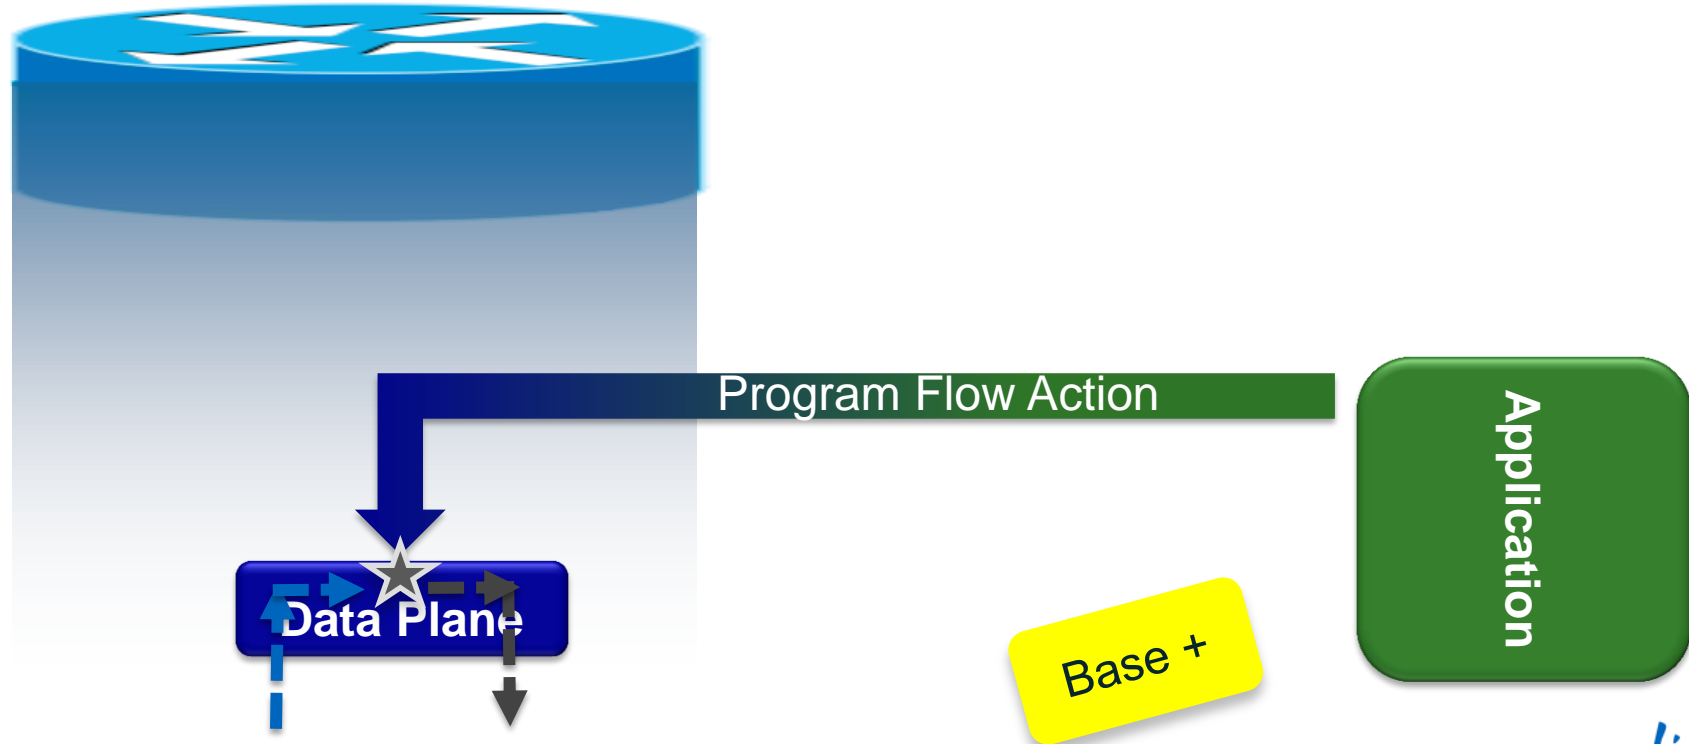 Program Flow Action
Application
Data Plane
Base +